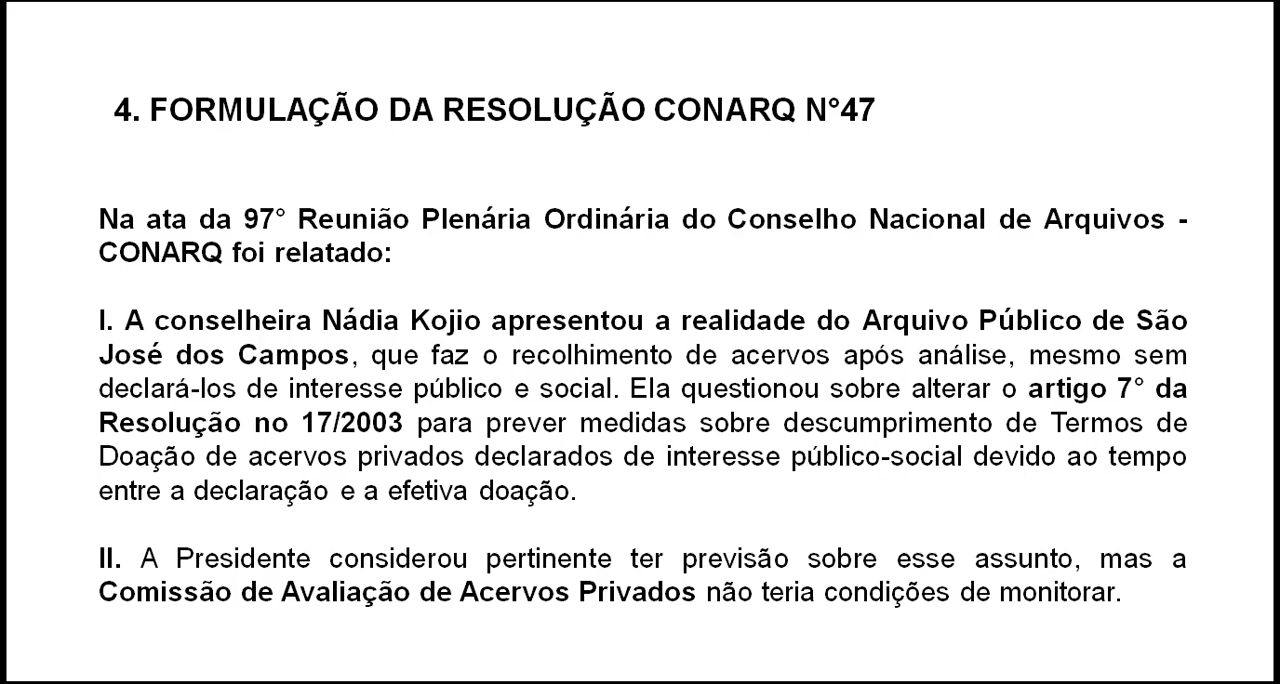 4. FORMULAÇÃO DA RESOLUÇÃO CONARQ N°47
Na ata da 97° Reunião Plenária Ordinária do Conselho Nacional de Arquivos -
CONARQ foi relatado:
I. A conselheira Nádia Kojio apresentou a realidade do Arquivo Público de São
José dos Campos, que faz o recolhimento de acervos após análise, mesmo sem
declará-los de interesse público e social. Ela questionou sobre alterar o artigo 7° da
Resolução no 17/2003 para prever medidas sobre descumprimento de Termos de
Doação de acervos privados declarados de interesse público-social devido ao tempo
entre a declaração e a efetiva doação.
II. A Presidente considerou pertinente ter previsão sobre esse assunto, mas a
Comissão de Avaliação de Acervos Privados não teria condições de monitorar.